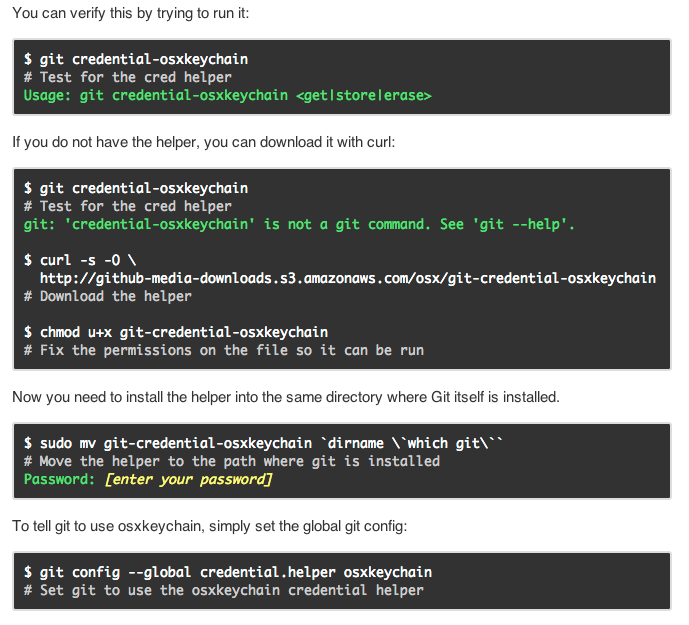 You can verify this by trying to run it:
$ git credential-osxkeychain
# Test for the cred helper
Usage: git credential-osxkeychain <get|store|erase>
If you do not have the helper, you can download it with curl:
$ git credential-osxkeychain
# Test for the cred helper
git: 'credential-osxkeychain' is not a git command. See 'git --help'.
$ curl -s -O \
http://github-media-downloads.s3.amazonaws.com/osx/git-credential-osxkeychain
# Download the helper
$ chmod u+x git-credential-osxkeychain
# Fix the permissions on the file so it can be run
Now you need to install the helper into the same directory where Git itself is installed.
$ sudo mv git-credential-osxkeychain `dirname \`which git\``
# Move the helper to the path where git is installed
Password: [enter your password]
To tell git to use osxkeychain, simply set the global git config:
$ git config --global credential.helper osxkeychain
# Set git to use the osxkeychain credential helper